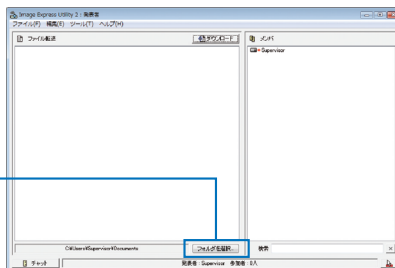 Image Express Utility 2 : 発表者
ファイル(F) 編集(E) ツール(T) ヘルプ(H)
ファイル転送
ダウンロード
メンバ
Supervisor
C:¥Users¥Supervisor¥Documents
フォルダを選択...
検索
チャット
発表者 : Supervisor 参加者 : 0人